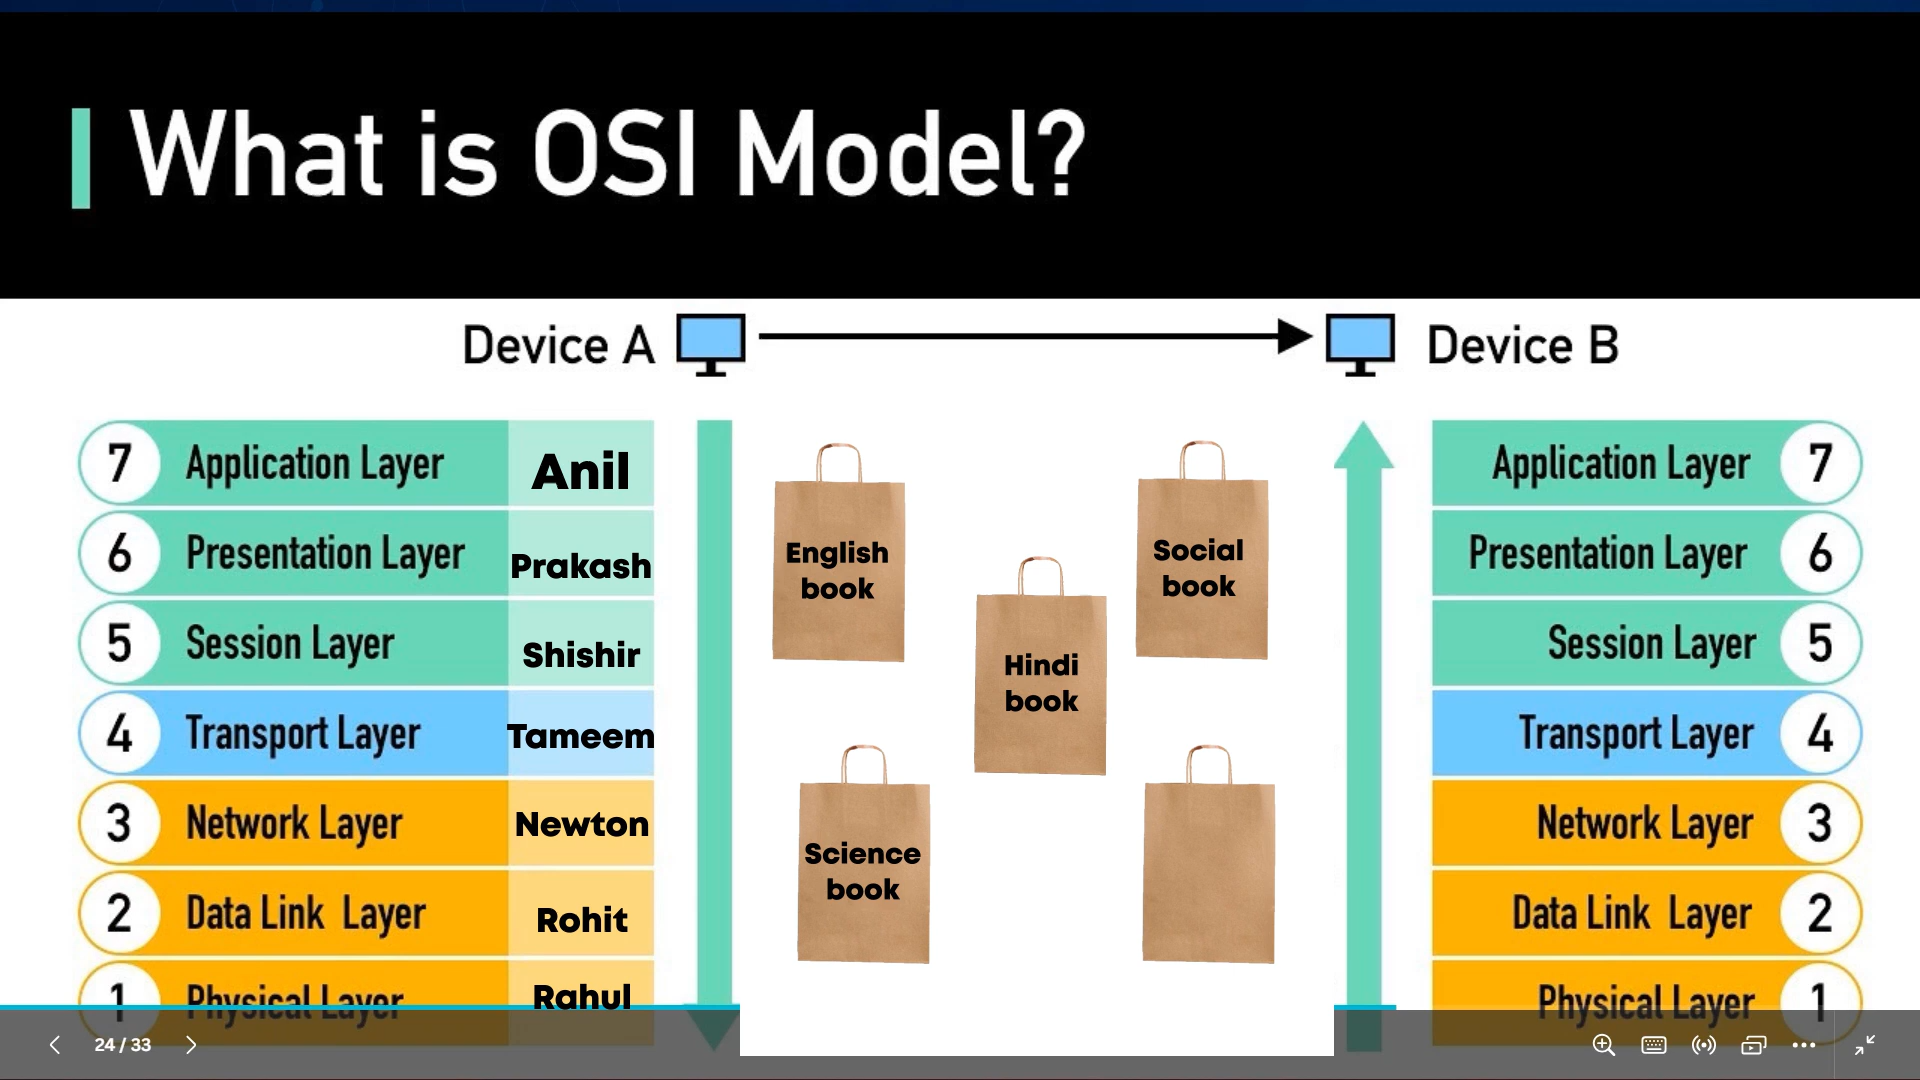 What is OSI Model?
Device A
Device B
7 Application Layer Anil
6 Presentation Layer Prakash
5 Session Layer Shishir
4 Transport Layer Tameem
3 Network Layer Newton
2 Data Link Layer Rohit
1 Physical Layer Rahul
English
book
Social
book
Hindi
book
Science
book
Application Layer 7
Presentation Layer 6
Session Layer 5
Transport Layer 4
Network Layer 3
Data Link Layer 2
Physical Layer 1
24 / 33